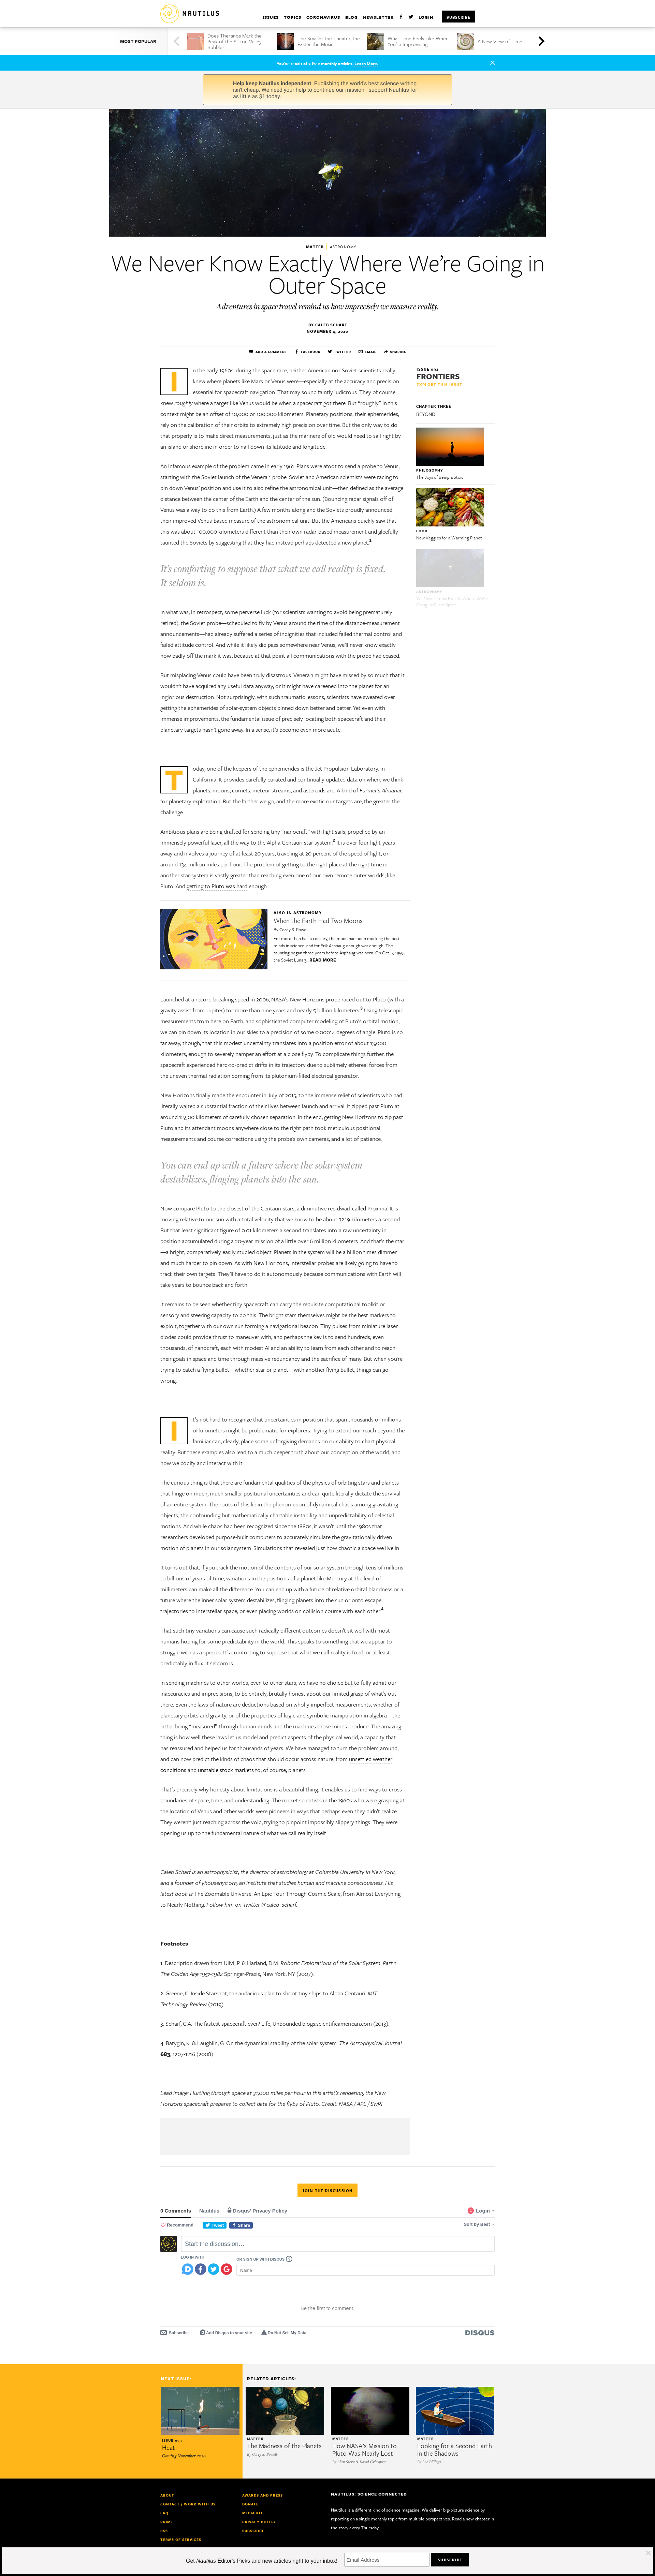 NAUTILUS
ISSUES TOPICS CORONAVIRUS BLOG NEWSLETTER LOGIN SUBSCRIBE
MOST POPULAR
Does Theranos Mark the
Peak of the Silicon Valley
Bubble?
The Smaller the Theater, the
Faster the Music
What Time Feels Like When
You're Improvising
A New View of Time
You've read 1 of 2 free monthly articles. Learn More.
Help keep Nautilus independent. Publishing the world's best science writing
isn't cheap. We need your help to continue our mission - support Nautilus for
as little as $1 today.
MATTER | ASTRONOMY
We Never Know Exactly Where We're Going in
Outer Space
Adventures in space travel remind us how imprecisely we measure reality.
BY CALEB SCHARF
NOVEMBER 4, 2020
ADD A COMMENT FACEBOOK TWITTER EMAIL SHARING
In the early 1960s, during the space race, neither American nor Soviet scientists really
knew where planets like Mars or Venus were—especially at the accuracy and precision
essential for spacecraft navigation. That may sound faintly ludicrous. They of course
knew roughly where a target like Venus would be when a spacecraft got there. But “roughly” in this
context might be an offset of 10,000 or 100,000 kilometers. Planetary positions, their ephemerides,
rely on the calibration of their orbits to extremely high precision over time. But the only way to do
that properly is to make direct measurements, just as the mariners of old would need to sail right by
an island or shoreline in order to nail down its latitude and longitude.
An infamous example of the problem came in early 1961. Plans were afoot to send a probe to Venus,
starting with the Soviet launch of the Venera 1 probe. Soviet and American scientists were racing to
pin down Venus' position and use it to also refine the astronomical unit—then defined as the average
distance between the center of the Earth and the center of the sun. (Bouncing radar signals off of
Venus was a way to do this from Earth.) A few months along and the Soviets proudly announced
their improved Venus-based measure of the astronomical unit. But the Americans quickly saw that
this was about 100,000 kilometers different than their own radar-based measurement and gleefully
taunted the Soviets by suggesting that they had instead perhaps detected a new planet.1
It's comforting to suppose that what we call reality is fixed.
It seldom is.
In what was, in retrospect, some perverse luck (for scientists wanting to avoid being prematurely
retired), the Soviet probe—scheduled to fly by Venus around the time of the distance-measurement
announcements—had already suffered a series of indignities that included failed thermal control and
failed attitude control. And while it likely did pass somewhere near Venus, we'll never know exactly
how badly off the mark it was, because at that point all communications with the probe had ceased.
But misplacing Venus could have been truly disastrous. Venera 1 might have missed by so much that it
wouldn't have acquired any useful data anyway, or it might have careened into the planet for an
inglorious destruction. Not surprisingly, with such traumatic lessons, scientists have sweated over
getting the ephemerides of solar-system objects pinned down better and better. Yet even with
immense improvements, the fundamental issue of precisely locating both spacecraft and their
planetary targets hasn't gone away. In a sense, it's become even more acute.
Today, one of the keepers of the ephemerides is the Jet Propulsion Laboratory, in
California. It provides carefully curated and continually updated data on where we think
planets, moons, comets, meteor streams, and asteroids are. A kind of Farmer's Almanac
for planetary exploration. But the farther we go, and the more exotic our targets are, the greater the
challenge.
Ambitious plans are being drafted for sending tiny “nanocraft” with light sails, propelled by an
immensely powerful laser, all the way to the Alpha Centauri star system.2 It is over four light-years
away and involves a journey of at least 20 years, traveling at 20 percent of the speed of light, or
around 134 million miles per hour. The problem of getting to the right place at the right time in
another star system is vastly greater than reaching even one of our own remote outer worlds, like
Pluto. And getting to Pluto was hard enough.
ALSO IN ASTRONOMY
When the Earth Had Two Moons
By Corey S. Powell
For more than half a century, the moon had been mocking the best
minds in science, and for Erik Asphaug enough was enough. The
taunting began three years before Asphaug was born. On Oct. 7, 1959,
the Soviet Luna 3... READ MORE
Launched at a record-breaking speed in 2006, NASA's New Horizons probe raced out to Pluto (with a
gravity assist from Jupiter) for more than nine years and nearly 5 billion kilometers.3 Using telescopic
measurements from here on Earth, and sophisticated computer modeling of Pluto's orbital motion,
we can pin down its location in our skies to a precision of some 0.00014 degrees of angle. Pluto is so
far away, though, that this modest uncertainty translates into a position error of about 13,000
kilometers; enough to severely hamper an effort at a close flyby. To complicate things further, the
spacecraft experienced hard-to-predict drifts in its trajectory due to sublimely ethereal forces from
the uneven thermal radiation coming from its plutonium-filled electrical generator.
New Horizons finally made the encounter in July of 2015, to the immense relief of scientists who had
literally waited a substantial fraction of their lives between launch and arrival. It zipped past Pluto at
around 12,500 kilometers of carefully chosen separation. In the end, getting New Horizons to zip past
Pluto and its attendant moons anywhere close to the right path took meticulous positional
measurements and course corrections using the probe's own cameras, and a lot of patience.
You can end up with a future where the solar system
destabilizes, flinging planets into the sun.
Now compare Pluto to the closest of the Centauri stars, a diminutive red dwarf called Proxima. It is
moving relative to our sun with a total velocity that we know to be about 32.19 kilometers a second.
But that least significant figure of 0.01 kilometers a second translates into a raw uncertainty in
position accumulated during a 20-year mission of a little over 6 million kilometers. And that's the star
—a bright, comparatively easily studied object. Planets in the system will be a billion times dimmer
and much harder to pin down. As with New Horizons, interstellar probes are likely going to have to
track their own targets. They'll have to do it autonomously because communications with Earth will
take years to bounce back and forth.
It remains to be seen whether tiny spacecraft can carry the requisite computational toolkit or
sensory and steering capacity to do this. The bright stars themselves might be the best markers to
exploit, together with our own sun forming a navigational beacon. Tiny pulses from miniature laser
diodes could provide thrust to maneuver with, and perhaps the key is to send hundreds, even
thousands, of nanocraft, each with modest AI and an ability to learn from each other and to reach
their goals in space and time through massive redundancy and the sacrifice of many. But when you're
trying to catch a flying bullet—whether star or planet—with another flying bullet, things can go
wrong.
It's not hard to recognize that uncertainties in position that span thousands or millions
of kilometers might be problematic for explorers. Trying to extend our reach beyond the
familiar can, clearly, place some unforgiving demands on our ability to chart physical
reality. But these examples also lead to a much deeper truth about our conception of the world, and
how we codify and interact with it.
The curious thing is that there are fundamental qualities of the physics of orbiting stars and planets
that hinge on much, much smaller positional uncertainties and can quite literally dictate the survival
of an entire system. The roots of this lie in the phenomenon of dynamical chaos among gravitating
objects, the confounding but mathematically chartable instability and unpredictability of celestial
motions. And while chaos had been recognized since the 1880s, it wasn't until the 1980s that
researchers developed purpose-built computers to accurately simulate the gravitationally driven
motion of planets in our solar system. Simulations that revealed just how chaotic a space we live in.
It turns out that, if you track the motion of the contents of our solar system through tens of millions
to billions of years of time, variations in the positions of a planet like Mercury at the level of
millimeters can make all the difference. You can end up with a future of relative orbital blandness or a
future where the inner solar system destabilizes, flinging planets into the sun or onto escape
trajectories to interstellar space, or even placing worlds on collision course with each other.4
That such tiny variations can cause such radically different outcomes doesn't sit well with most
humans hoping for some predictability in the world. This speaks to something that we appear to
struggle with as a species. It's comforting to suppose that what we call reality is fixed, or at least
predictably in flux. It seldom is.
In sending machines to other worlds, even to other stars, we have no choice but to fully admit our
inaccuracies and imprecisions, to be entirely, brutally honest about our limited grasp of what's out
there. Even the laws of nature are deductions based on wholly imperfect measurements, whether of
planetary orbits and gravity, or of the properties of logic and symbolic manipulation in algebra—the
latter “measured” through human minds and the machines those minds produce. The amazing
thing is how well these laws let us model and predict aspects of the physical world, a capacity that
has reassured and helped us for thousands of years. We have managed to turn the problem around,
and can now predict the kinds of chaos that should occur across nature, from unsettled weather
conditions and unstable stock markets to, of course, planets.
That's precisely why honesty about limitations is a beautiful thing. It enables us to find ways to cross
boundaries of space, time, and understanding. The rocket scientists in the 1960s who were grasping at
the location of Venus and other worlds were pioneers in ways that perhaps even they didn't realize.
They weren't just reaching across the void, trying to pinpoint impossibly slippery things. They were
opening us up to the fundamental nature of what we call reality itself.
Caleb Scharf is an astrophysicist, the director of astrobiology at Columbia University in New York,
and a founder of yhousenyc.org, an institute that studies human and machine consciousness. His
latest book is The Zoomable Universe: An Epic Tour Through Cosmic Scale, from Almost Everything
to Nearly Nothing. Follow him on Twitter @caleb_scharf.
Footnotes
1. Description drawn from Ulivi, P. & Harland, D.M. Robotic Explorations of the Solar System: Part 1:
The Golden Age 1957-1982 Springer-Praxis, New York, NY (2007).
2. Greene, K. Inside Starshot, the audacious plan to shoot tiny ships to Alpha Centauri. MIT
Technology Review (2019).
3. Scharf, C.A. The fastest spacecraft ever? Life, Unbounded blogs.scientificamerican.com (2013).
4. Batygin, K. & Laughlin, G. On the dynamical stability of the solar system. The Astrophysical Journal
683, 1207-1216 (2008).
Lead image: Hurtling through space at 31,000 miles per hour in this artist's rendering, the New
Horizons spacecraft prepares to collect data for the flyby of Pluto. Credit: NASA / APL / SwRI
ISSUE 092
FRONTIERS
EXPLORE THIS ISSUE
CHAPTER THREE
BEYOND
PHILOSOPHY
The Joys of Being a Stoic
FOOD
New Veggies for a Warming Planet
ASTRONOMY
We Never Know Exactly Where We're
Going in Outer Space
JOIN THE DISCUSSION
0 Comments Nautilus Disqus' Privacy Policy Login
Recommend Tweet Share Sort by Best
Start the discussion...
LOG IN WITH
OR SIGN UP WITH DISQUS ?
Name
Be the first to comment.
Subscribe Add Disqus to your site Do Not Sell My Data DISQUS
NEXT ISSUE:
ISSUE 093
Heat
Coming November 2020
RELATED ARTICLES:
MATTER
The Madness of the Planets
By Corey S. Powell
MATTER
How NASA's Mission to
Pluto Was Nearly Lost
By Alan Stern & David Grinspoon
MATTER
Looking for a Second Earth
in the Shadows
By Lee Billings
ABOUT
CONTACT / WORK WITH US
FAQ
PRIME
RSS
TERMS OF SERVICE
AWARDS AND PRESS
DONATE
MEDIA KIT
PRIVACY POLICY
SUBSCRIBE
NAUTILUS: SCIENCE CONNECTED
Nautilus is a different kind of science magazine. We deliver big-picture science by
reporting on a single monthly topic from multiple perspectives. Read a new chapter in
the story every Thursday.
Get Nautilus Editor's Picks and new articles right to your inbox!
Email Address
SUBSCRIBE